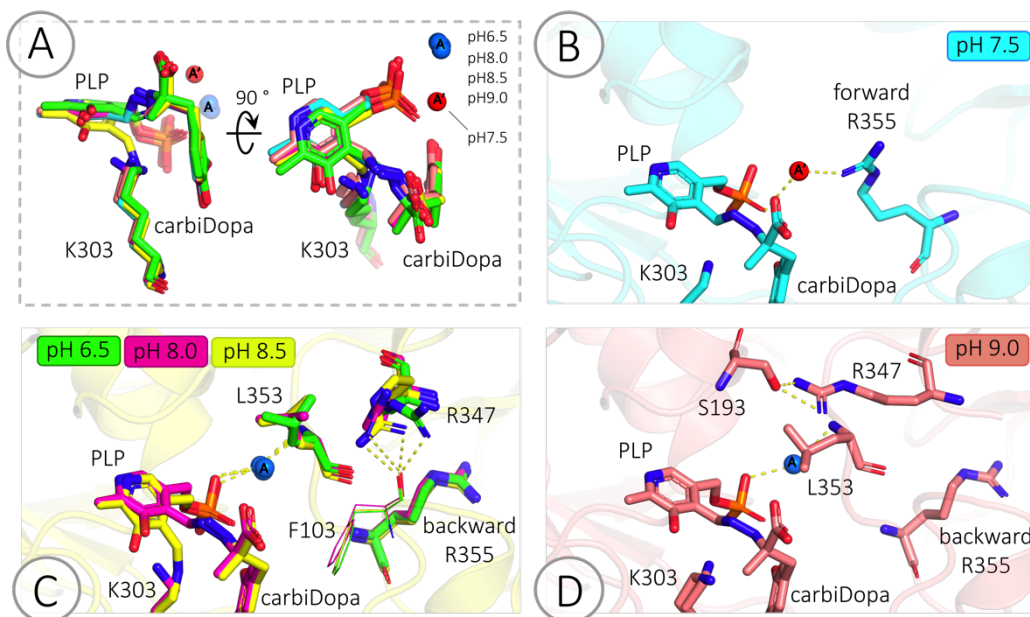 A
PLP
K303
carbiDopa
A'
A
90 °
A
A'
pH6.5
pH8.0
pH8.5
pH9.0
pH7.5
K303
carbiDopa
B
pH 7.5
forward
R355
PLP
A
K303
carbiDopa
C
pH 6.5
pH 8.0
pH 8.5
L353
R347
PLP
A
F103
backward
R355
K303
carbiDopa
D
pH 9.0
S193
R347
PLP
A
L353
backward
R355
K303
carbiDopa